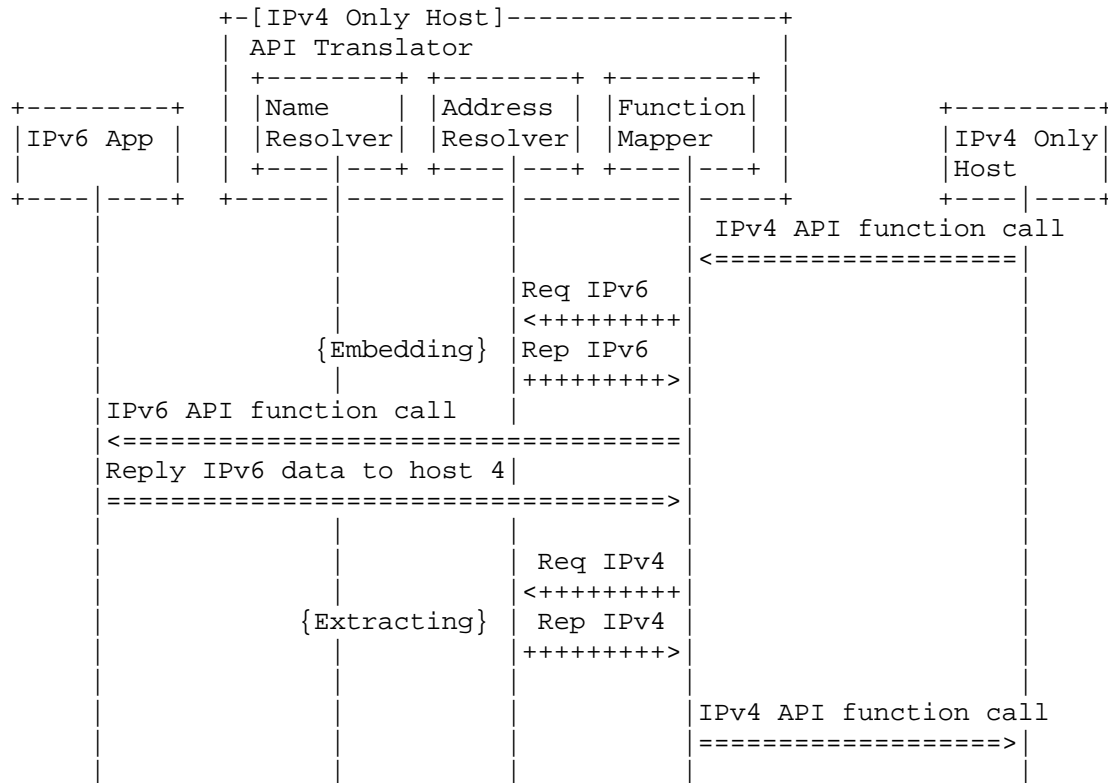 [IPv4 Only Host]
API Translator
Name Address Function
IPv6 App Resolver Resolver Mapper IPv4 Only
Host
IPv4 API function call
Req IPv6
{Embedding} Rep IPv6
IPv6 API function call
Reply IPv6 data to host 4
Req IPv4
{Extracting} Rep IPv4
IPv4 API function call